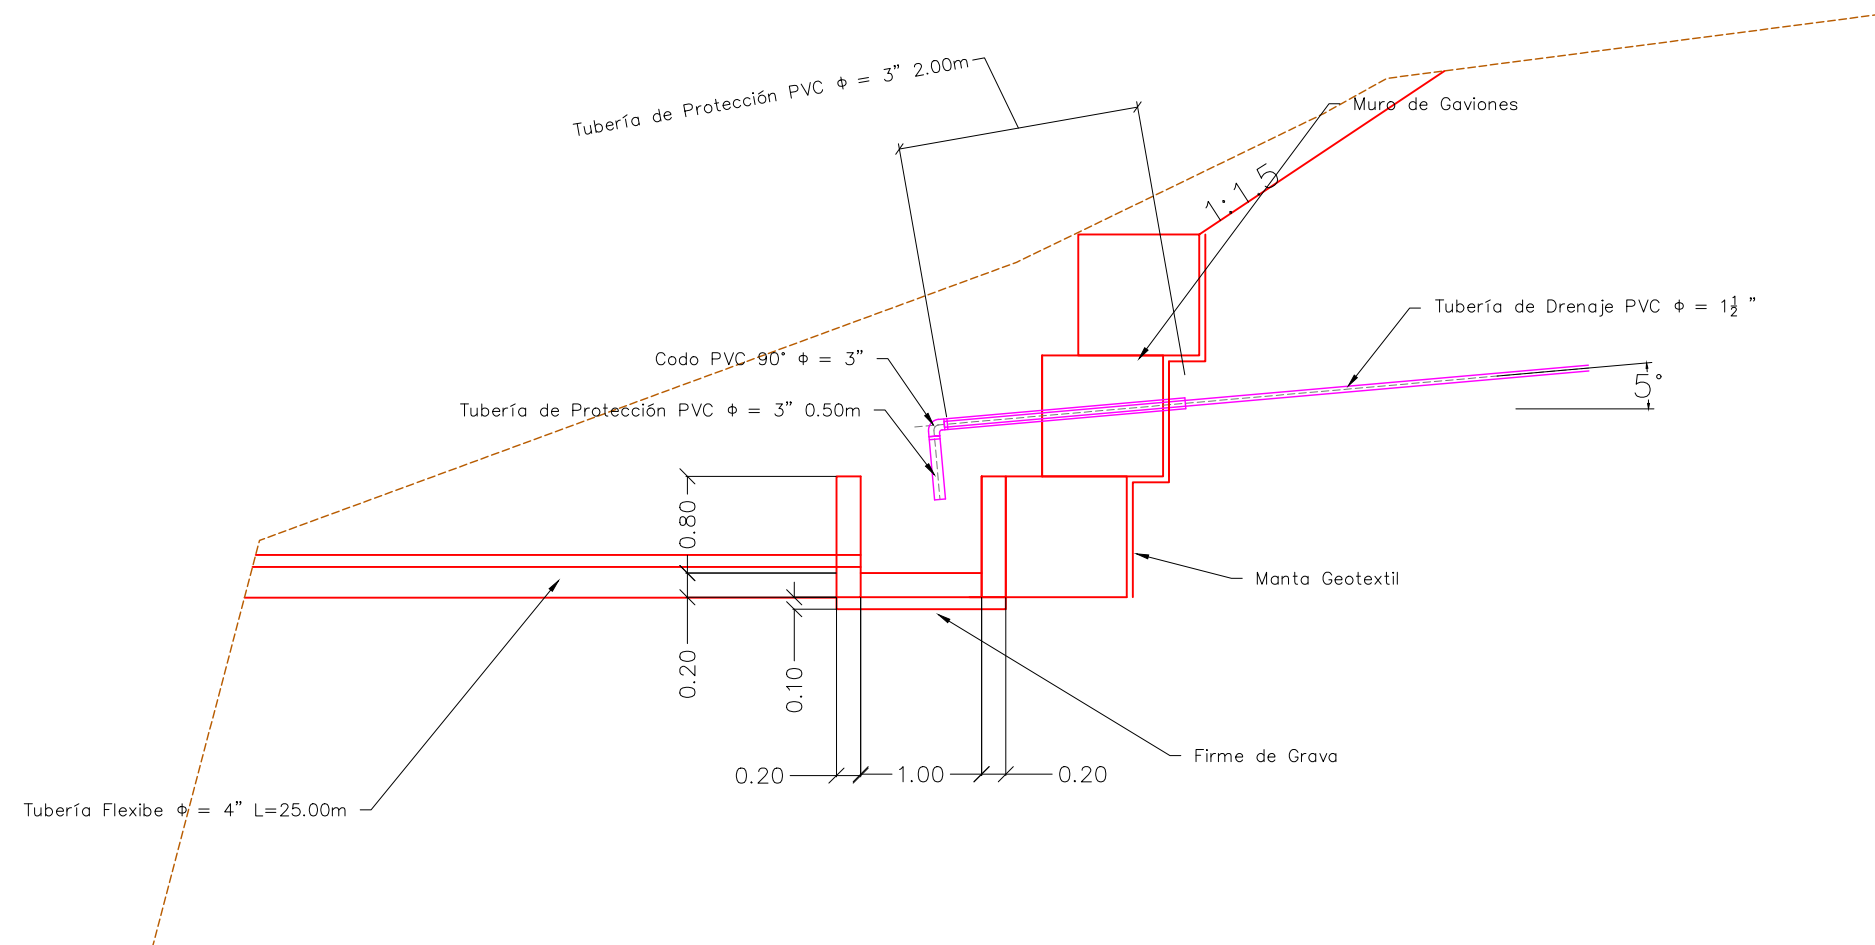 Tubería de Protección PVC ϕ = 3” 2.00m
Muro de Gaviones
1:1.5
Tubería de Drenaje PVC ϕ = 1½ ”
Codo PVC 90° ϕ = 3”
5°
Tubería de Protección PVC ϕ = 3” 0.50m
0.80
Manta Geotextil
0.20
0.10
Firme de Grava
0.20
1.00
0.20
Tubería Flexibe ϕ = 4” L=25.00m